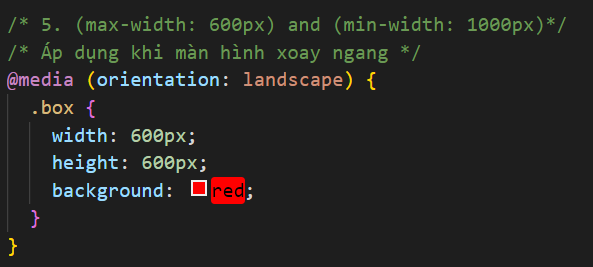 /* 5. (max-width: 600px) and (min-width: 1000px)*/
/* Áp dụng khi màn hình xoay ngang */
@media (orientation: landscape) {
.box {
width: 600px;
height: 600px;
background: red;
}
}